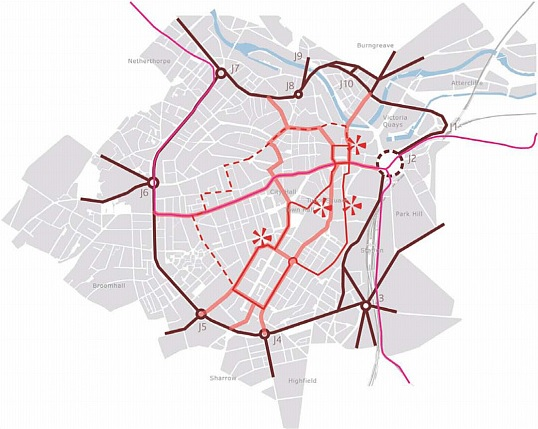 Burngreave
J9
Netherthorpe
J7
J10
J8
Attercliffe
Victoria
Quays
J1
J2
J6
City Hall
Park Hill
Station
Broomhall
3
J5
J4
Sharrow
Highfield